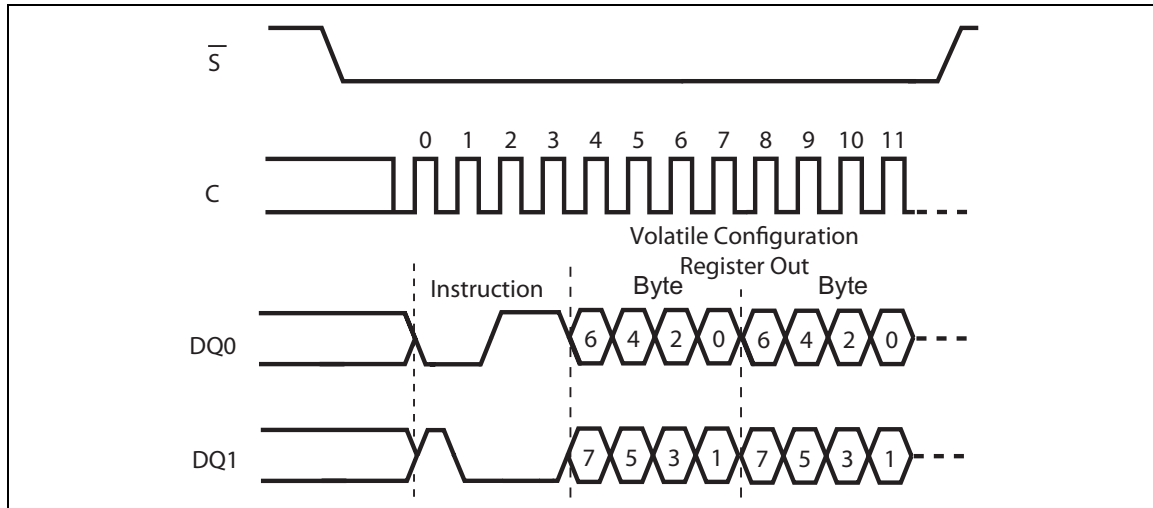 S
0 1 2 3 4 5 6 7 8 9 10 11
C
Volatile Configuration
Register Out
Instruction Byte Byte
DQ0 6 4 2 0 6 4 2 0
DQ1 7 5 3 1 7 5 3 1